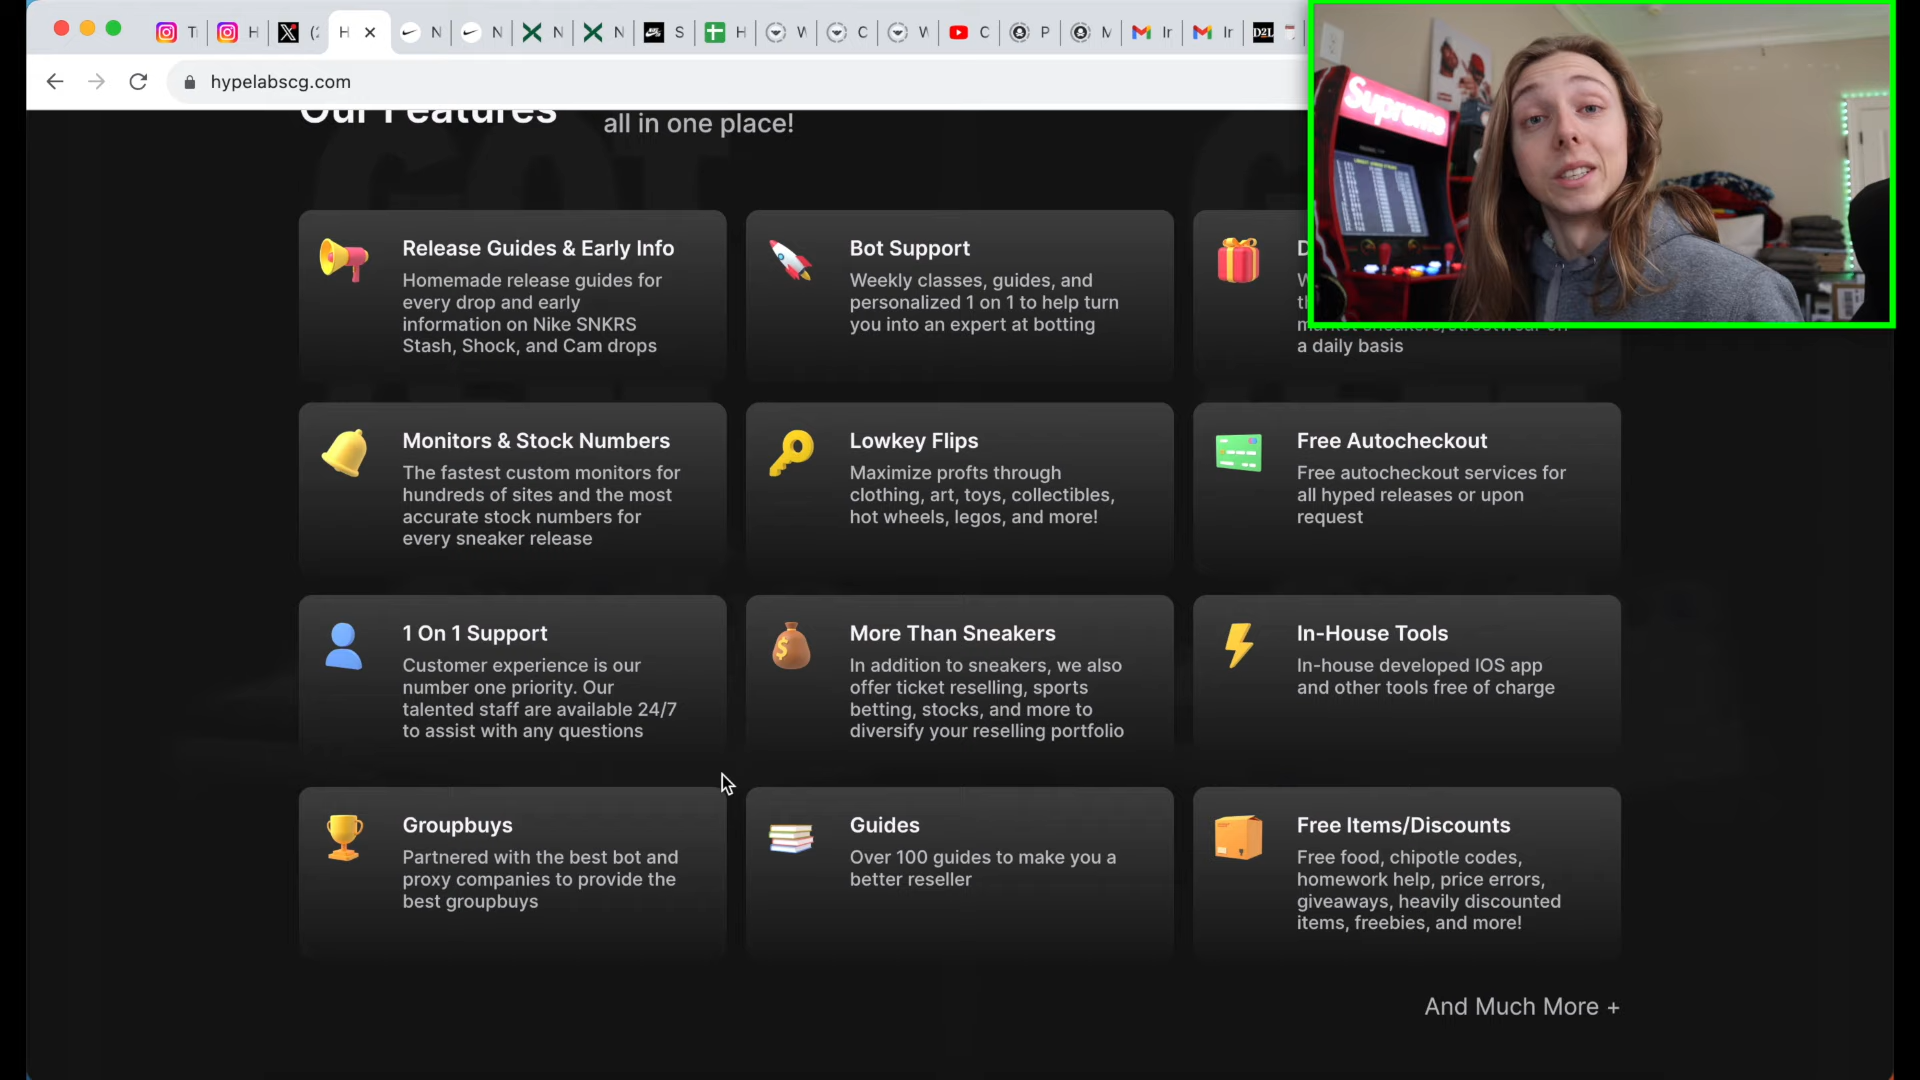 hypelabscg.com
Our Features
all in one place!
Release Guides & Early Info
Homemade release guides for
every drop and early
information on Nike SNKRS
Stash, Shock, and Cam drops
Bot Support
Weekly classes, guides, and
personalized 1 on 1 to help turn
you into an expert at botting
a daily basis
Monitors & Stock Numbers
The fastest custom monitors for
hundreds of sites and the most
accurate stock numbers for
every sneaker release
Lowkey Flips
Maximize profts through
clothing, art, toys, collectibles,
hot wheels, legos, and more!
Free Autocheckout
Free autocheckout services for
all hyped releases or upon
request
1 On 1 Support
Customer experience is our
number one priority. Our
talented staff are available 24/7
to assist with any questions
More Than Sneakers
In addition to sneakers, we also
offer ticket reselling, sports
betting, stocks, and more to
diversify your reselling portfolio
In-House Tools
In-house developed IOS app
and other tools free of charge
Groupbuys
Partnered with the best bot and
proxy companies to provide the
best groupbuys
Guides
Over 100 guides to make you a
better reseller
Free Items/Discounts
Free food, chipotle codes,
homework help, price errors,
giveaways, heavily discounted
items, freebies, and more!
And Much More +
Supreme
D2L